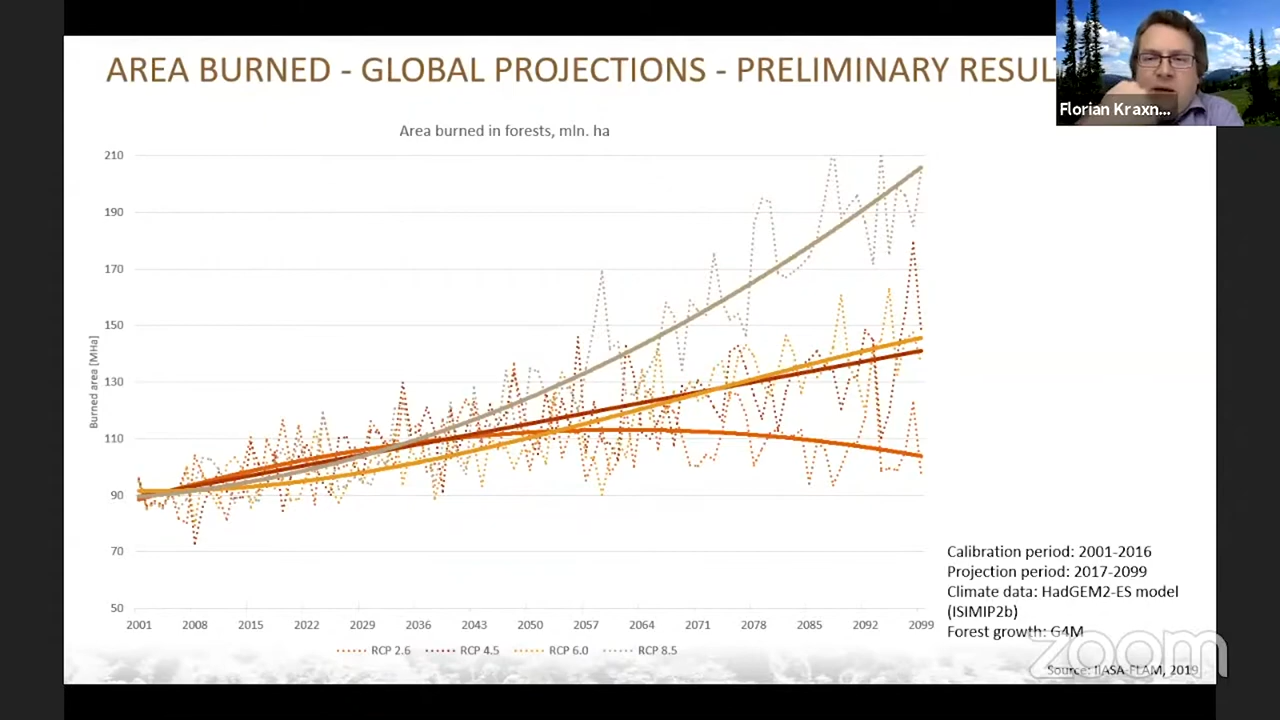 AREA BURNED - GLOBAL PROJECTIONS - PRELIMINARY RESUL
Florian Kraxn...
Area burned in forests, mln. ha
Burned area [MHa]
210
190
170
150
130
110
90
70
50
2001 2008 2015 2022 2029 2036 2043 2050 2057 2064 2071 2078 2085 2092 2099
RCP 2.6 RCP 4.5 RCP 6.0 RCP 8.5
Calibration period: 2001-2016
Projection period: 2017-2099
Climate data: HadGEM2-ES model
(ISIMIP2b)
Forest growth: G4M
Source: IIASA-FLAM, 2019
zoom